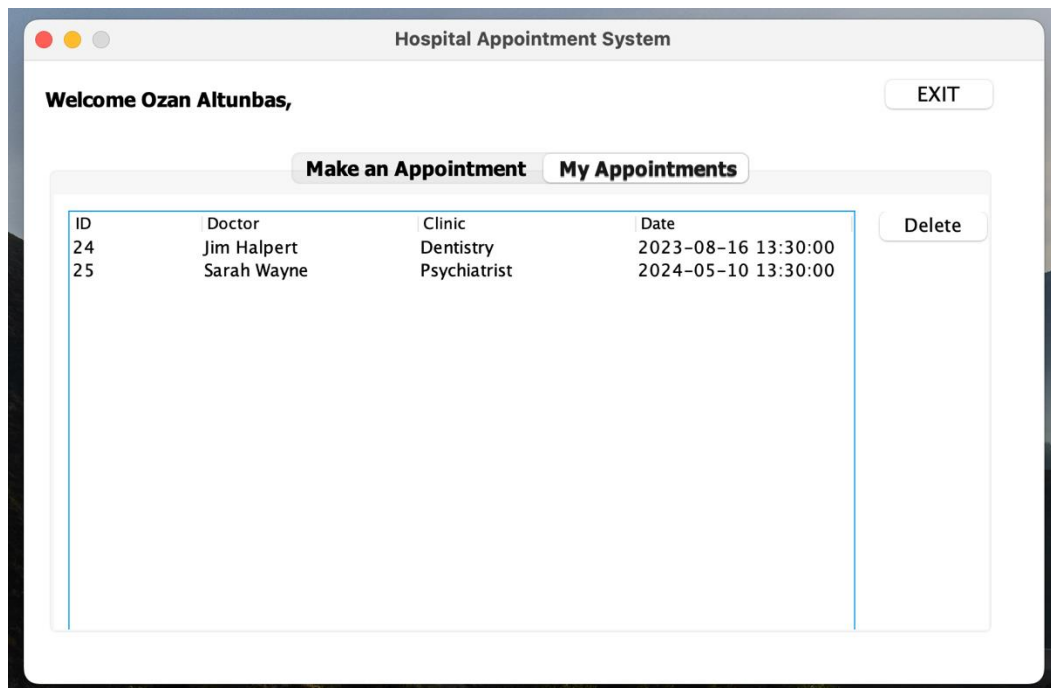 Hospital Appointment System
Welcome Ozan Altunbas,
EXIT
Make an Appointment My Appointments
ID Doctor Clinic Date
Delete
24 Jim Halpert Dentistry 2023-08-16 13:30:00
25 Sarah Wayne Psychiatrist 2024-05-10 13:30:00